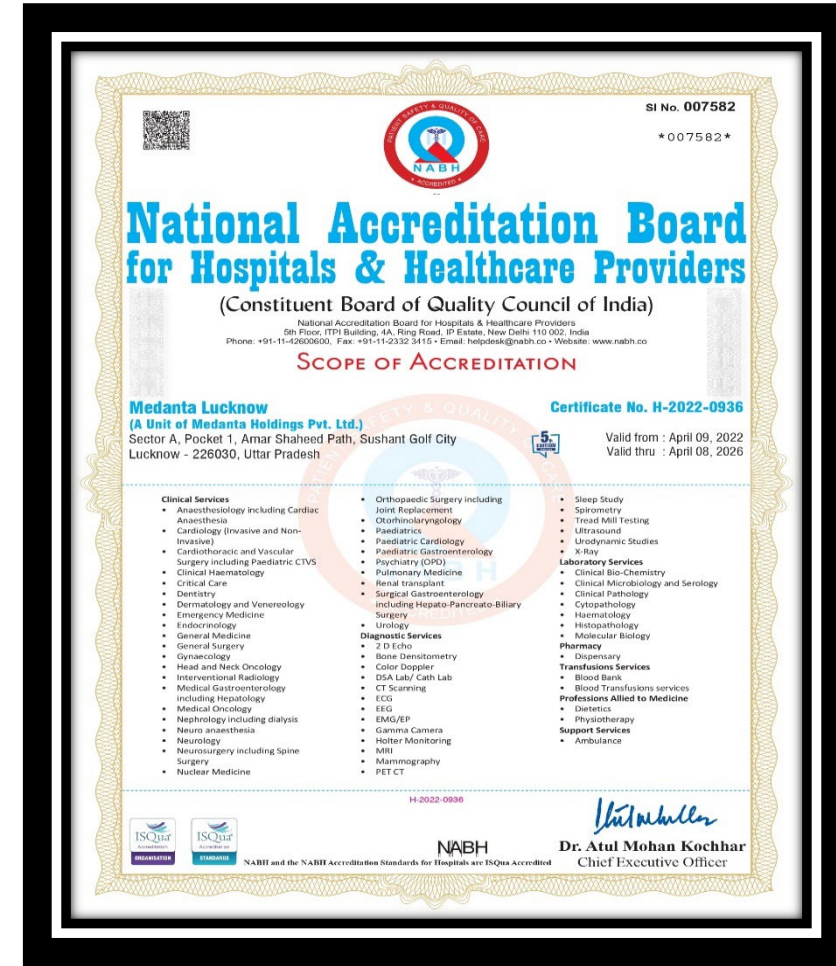 SI No. 007582
*007582*
PATIENT SAFETY & QUALITY OF CARE
NABH
• ACCREDITED •
National Accreditation Board
for Hospitals & Healthcare Providers
(Constituent Board of Quality Council of India)
National Accreditation Board for Hospitals & Healthcare Providers
5th Floor, ITPI Building, 4A, Ring Road, IP Estate, New Delhi 110 002, India
Phone: +91-11-42600600, Fax: +91-11-2332 3415 • Email: helpdesk@nabh.co • Website: www.nabh.co
SCOPE OF ACCREDITATION
Medanta Lucknow
(A Unit of Medanta Holdings Pvt. Ltd.)
Sector A, Pocket 1, Amar Shaheed Path, Sushant Golf City
Lucknow - 226030, Uttar Pradesh
5th
EDITION
Certificate No. H-2022-0936
Valid from : April 09, 2022
Valid thru : April 08, 2026
Clinical Services
• Anaesthesiology including Cardiac
Anaesthesia
• Cardiology (Invasive and Non-
Invasive)
• Cardiothoracic and Vascular
Surgery including Paediatric CTVS
• Clinical Haematology
• Critical Care
• Dentistry
• Dermatology and Venereology
• Emergency Medicine
• Endocrinology
• General Medicine
• General Surgery
• Gynaecology
• Head and Neck Oncology
• Interventional Radiology
• Medical Gastroenterology
including Hepatology
• Medical Oncology
• Nephrology including dialysis
• Neuro anaesthesia
• Neurology
• Neurosurgery including Spine
Surgery
• Nuclear Medicine
• Orthopaedic Surgery including
Joint Replacement
• Otorhinolaryngology
• Paediatrics
• Paediatric Cardiology
• Paediatric Gastroenterology
• Psychiatry (OPD)
• Pulmonary Medicine
• Renal transplant
• Surgical Gastroenterology
including Hepato-Pancreato-Biliary
Surgery
• Urology
Diagnostic Services
• 2 D Echo
• Bone Densitometry
• Color Doppler
• DSA Lab/ Cath Lab
• CT Scanning
• ECG
• EEG
• EMG/EP
• Gamma Camera
• Holter Monitoring
• MRI
• Mammography
• PET CT
• Sleep Study
• Spirometry
• Tread Mill Testing
• Ultrasound
• Urodynamic Studies
• X-Ray
Laboratory Services
• Clinical Bio-Chemistry
• Clinical Microbiology and Serology
• Clinical Pathology
• Cytopathology
• Haematology
• Histopathology
• Molecular Biology
Pharmacy
• Dispensary
Transfusions Services
• Blood Bank
• Blood Transfusions services
Professions Allied to Medicine
• Dietetics
• Physiotherapy
Support Services
• Ambulance
H-2022-0936
ISQua
Accreditation
ORGANISATION
ISQua
Accreditation
STANDARDS
NABH
NABH and the NABH Accreditation Standards for Hospitals are ISQua Accredited
Dr. Atul Mohan Kochhar
Chief Executive Officer